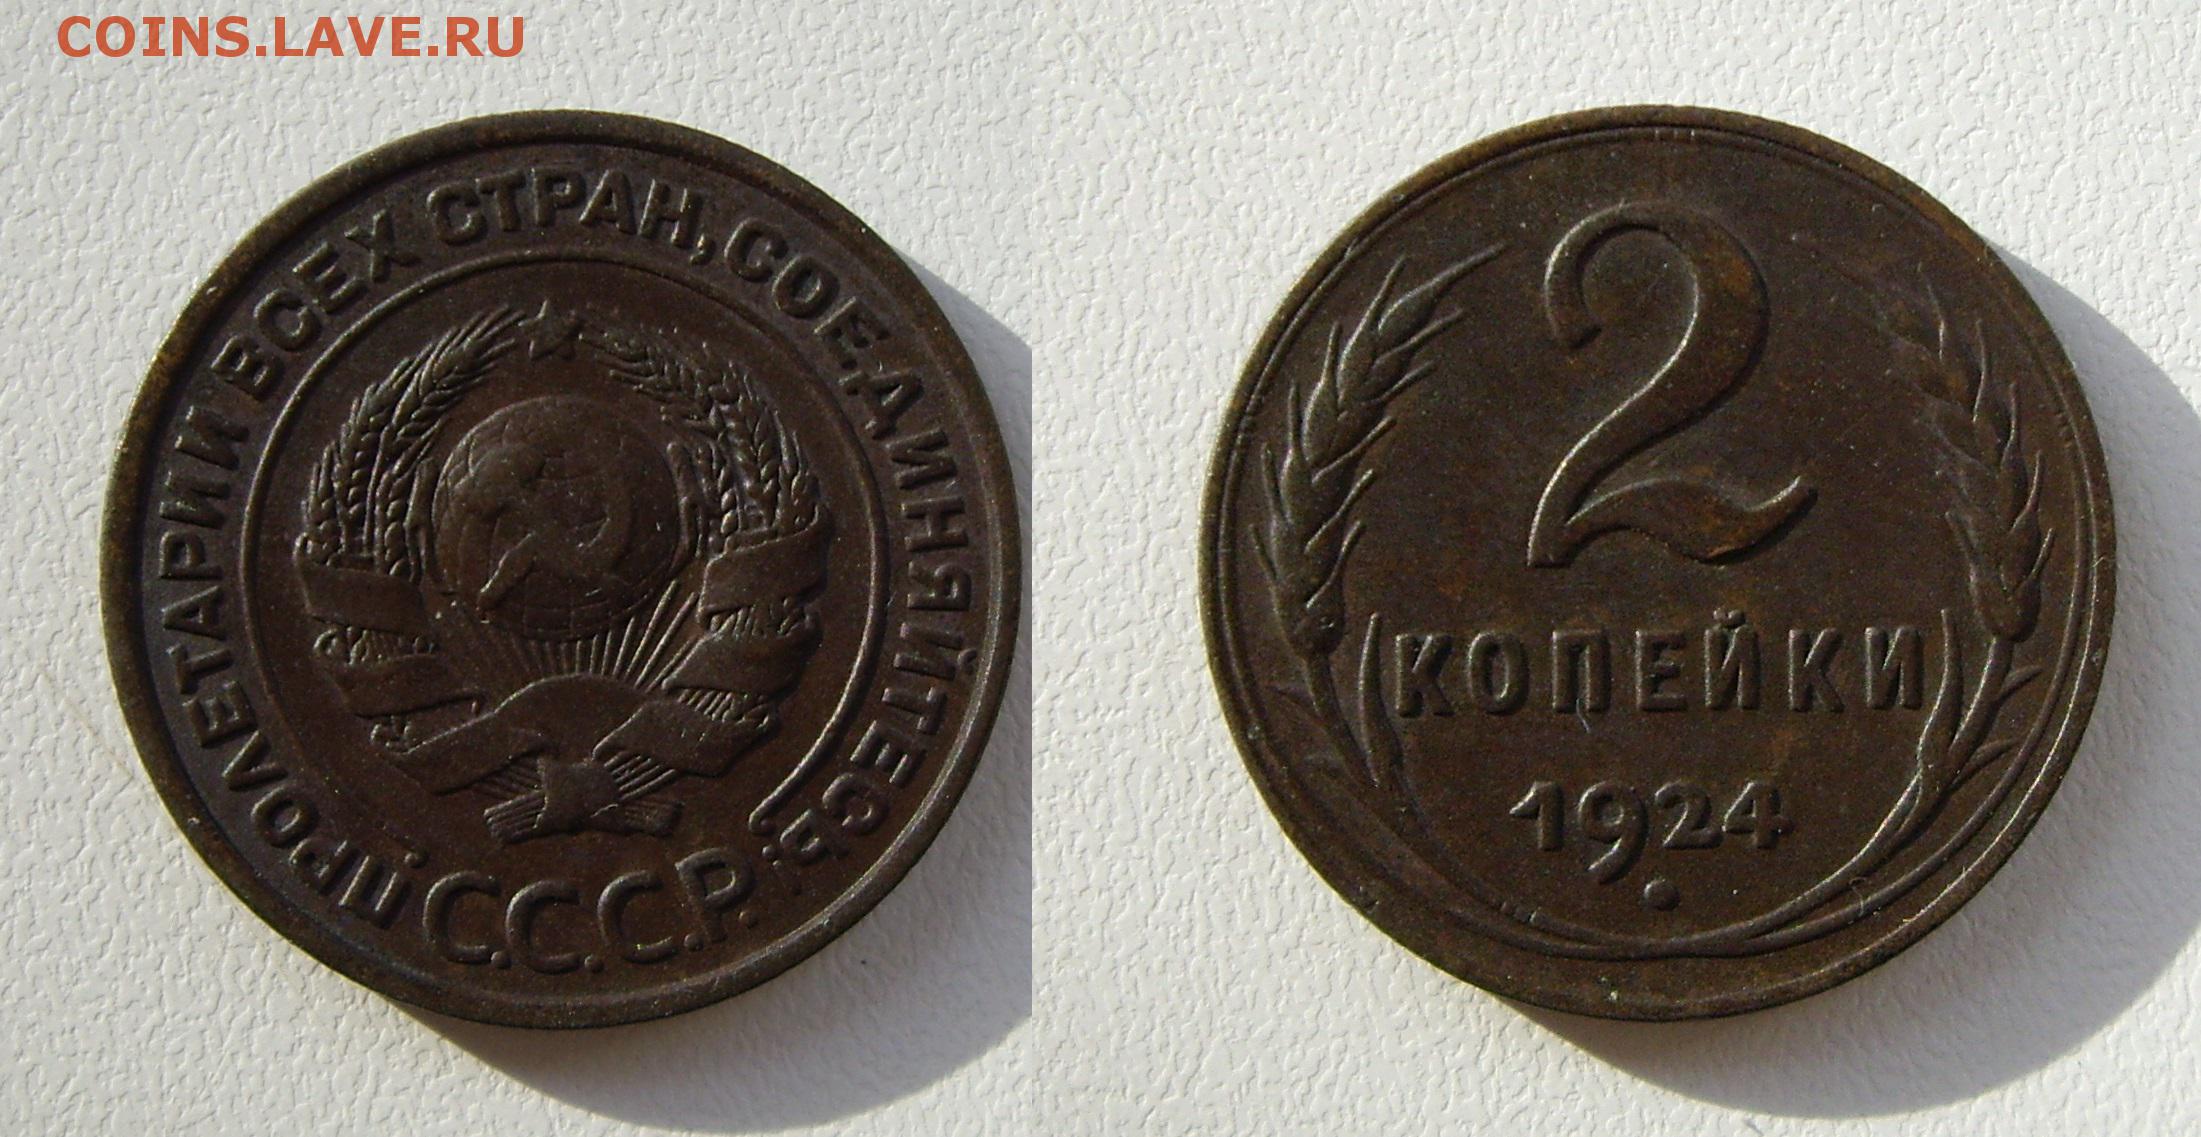 COINS.LAVE.RU
ПРОЛЕТАРИИ ВСЕХ СТРАН, СОЕДИНЯЙТЕСЬ!
С.С.С.Р.
2
КОПЕЙКИ
1924